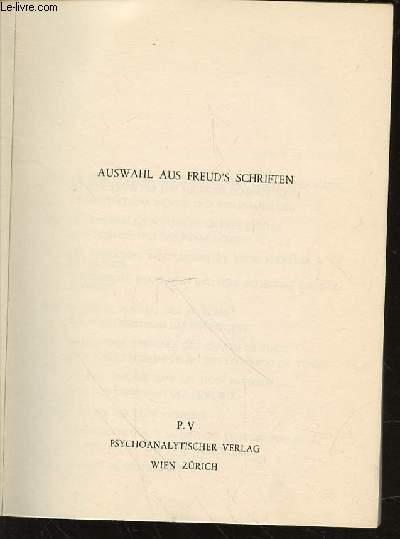 Le-livre.com
AUSWAHL AUS FREUD'S SCHRIFTEN
P. V
PSYCHOANALYTISCHER VERLAG
WIEN ZÜRICH